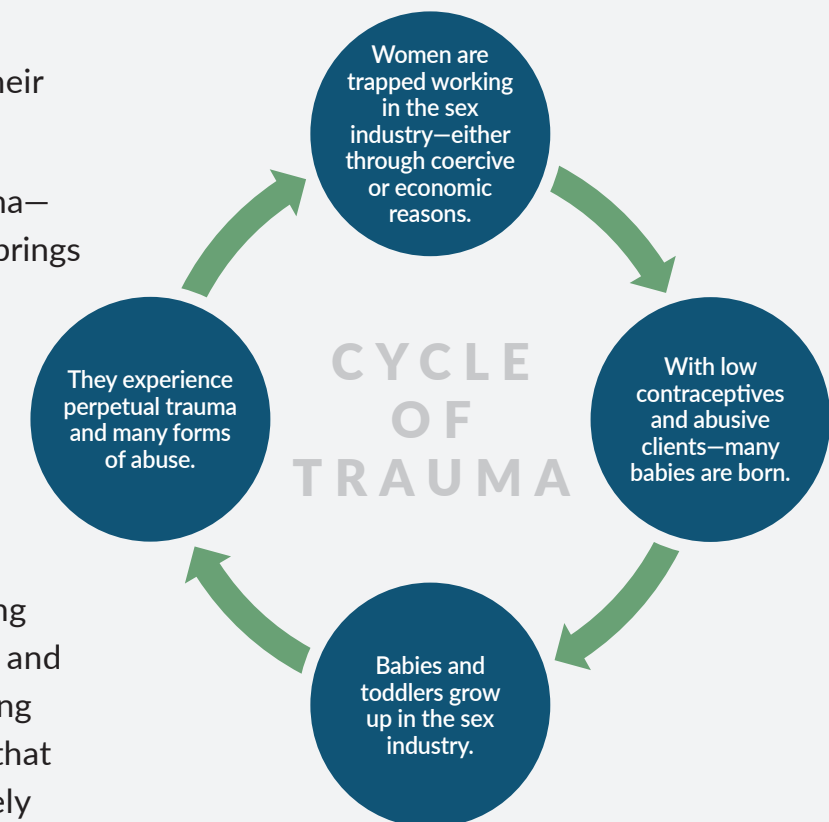 heir
na—
brings
ng
and
ng
that
ely
Women are
trapped working
in the sex
industry—either
through coercive
or economic
reasons.
With low
contraceptives
and abusive
clients—many
babies are born.
Babies and
toddlers grow
up in the sex
industry.
They experience
perpetual trauma
and many forms
of abuse.
CYCLE
OF
TRAUMA